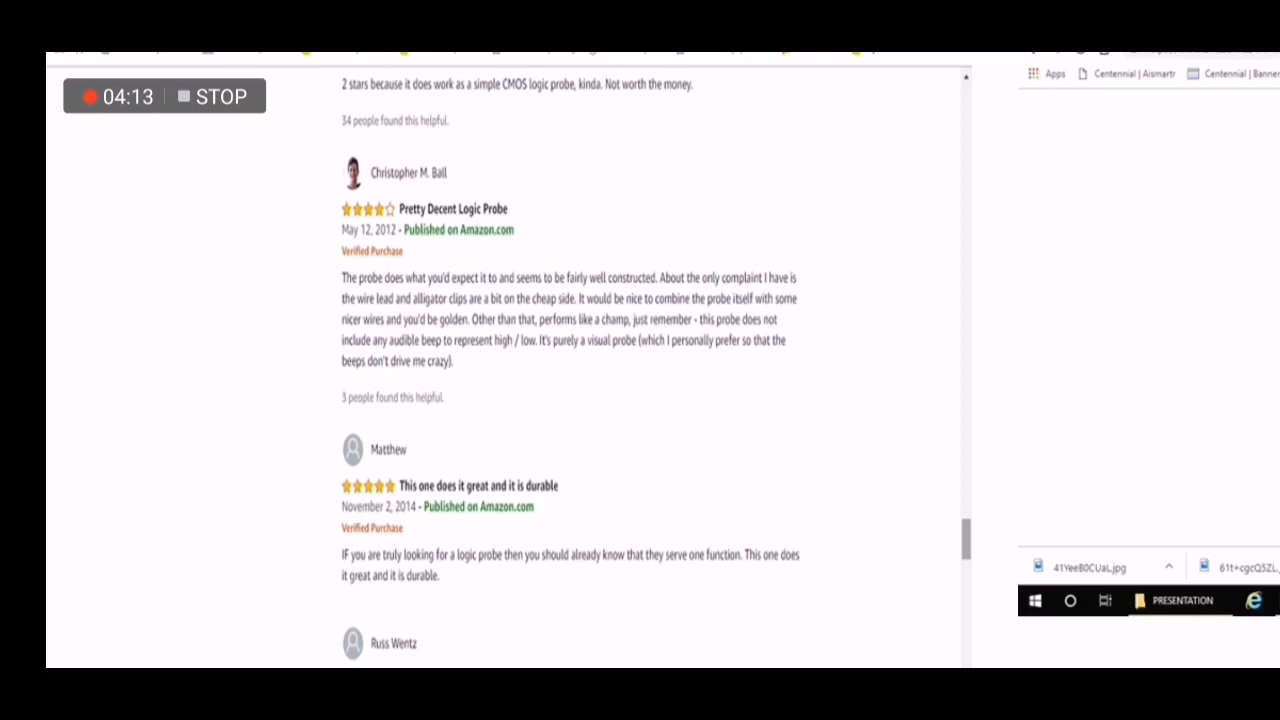 2 stars because it does work as a simple CMOS logic probe, kinda. Not worth the money.
04:13 STOP
34 people found this helpful.
Christopher M. Ball
Pretty Decent Logic Probe
May 12, 2012 - Published on Amazon.com
Verified Purchase
The probe does what you'd expect it to and seems to be fairly well constructed. About the only complaint I have is
the wire lead and alligator clips are a bit on the cheap side. It would be nice to combine the probe itself with some
nicer wires and you'd be golden. Other than that, performs like a champ, just remember - this probe does not
include any audible beep to represent high / low. It's purely a visual probe (which I personally prefer so that the
beeps don't drive me crazy).
3 people found this helpful.
Matthew
This one does it great and it is durable
November 2, 2014 - Published on Amazon.com
Verified Purchase
IF you are truly looking for a logic probe then you should already know that they serve one function. This one does
it great and it is durable.
Russ Wentz
Apps Centennial | Aismartr Centennial | Banner
41YeeB0CUaL.jpg 61t+cgcQ5ZL.
PRESENTATION